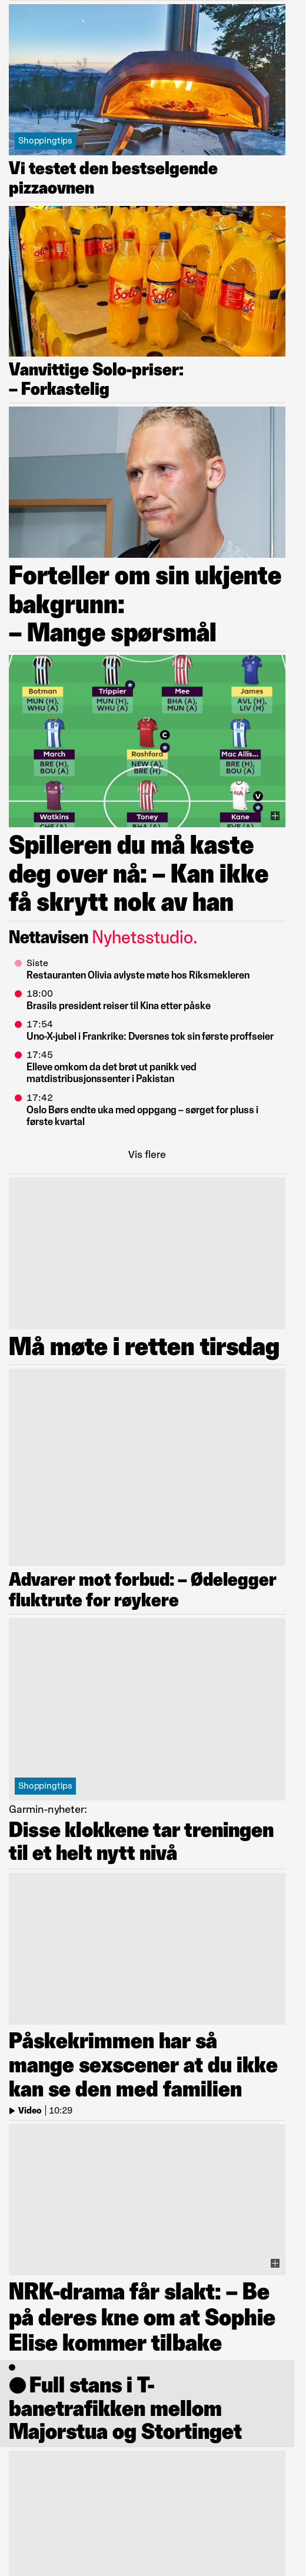 Shoppingtips
Vi testet den bestselgende
pizzaovnen
Solo Solo
Vanvittige Solo-priser:
– Forkastelig
Forteller om sin ukjente
bakgrunn:
– Mange spørsmål
Botman Trippier Mee James
MUN (H), MUN (H), BHA (A), AVL (H),
WHU (A) WHU (A) MUN (A) LIV (H)
C
March Rashford Mac Allis...
BRE (H), NEW (A), BRE (H),
BOU (A) BRE (H) BOU (A)
V
Watkins Toney Kane
CHE (A) BHA (A) EVE (A)
Spilleren du må kaste
deg over nå: – Kan ikke
få skrytt nok av han
Nettavisen Nyhetsstudio.
Siste
Restauranten Olivia avlyste møte hos Riksmekleren
18:00
Brasils president reiser til Kina etter påske
17:54
Uno-X-jubel i Frankrike: Dversnes tok sin første proffseier
17:45
Elleve omkom da det brøt ut panikk ved
matdistribusjonssenter i Pakistan
17:42
Oslo Børs endte uka med oppgang – sørget for pluss i
første kvartal
Vis flere
Må møte i retten tirsdag
Advarer mot forbud: – Ødelegger
fluktrute for røykere
Shoppingtips
Garmin-nyheter:
Disse klokkene tar treningen
til et helt nytt nivå
Påskekrimmen har så
mange sexscener at du ikke
kan se den med familien
Video | 10:29
NRK-drama får slakt: – Be
på deres kne om at Sophie
Elise kommer tilbake
Full stans i T-
banetrafikken mellom
Majorstua og Stortinget